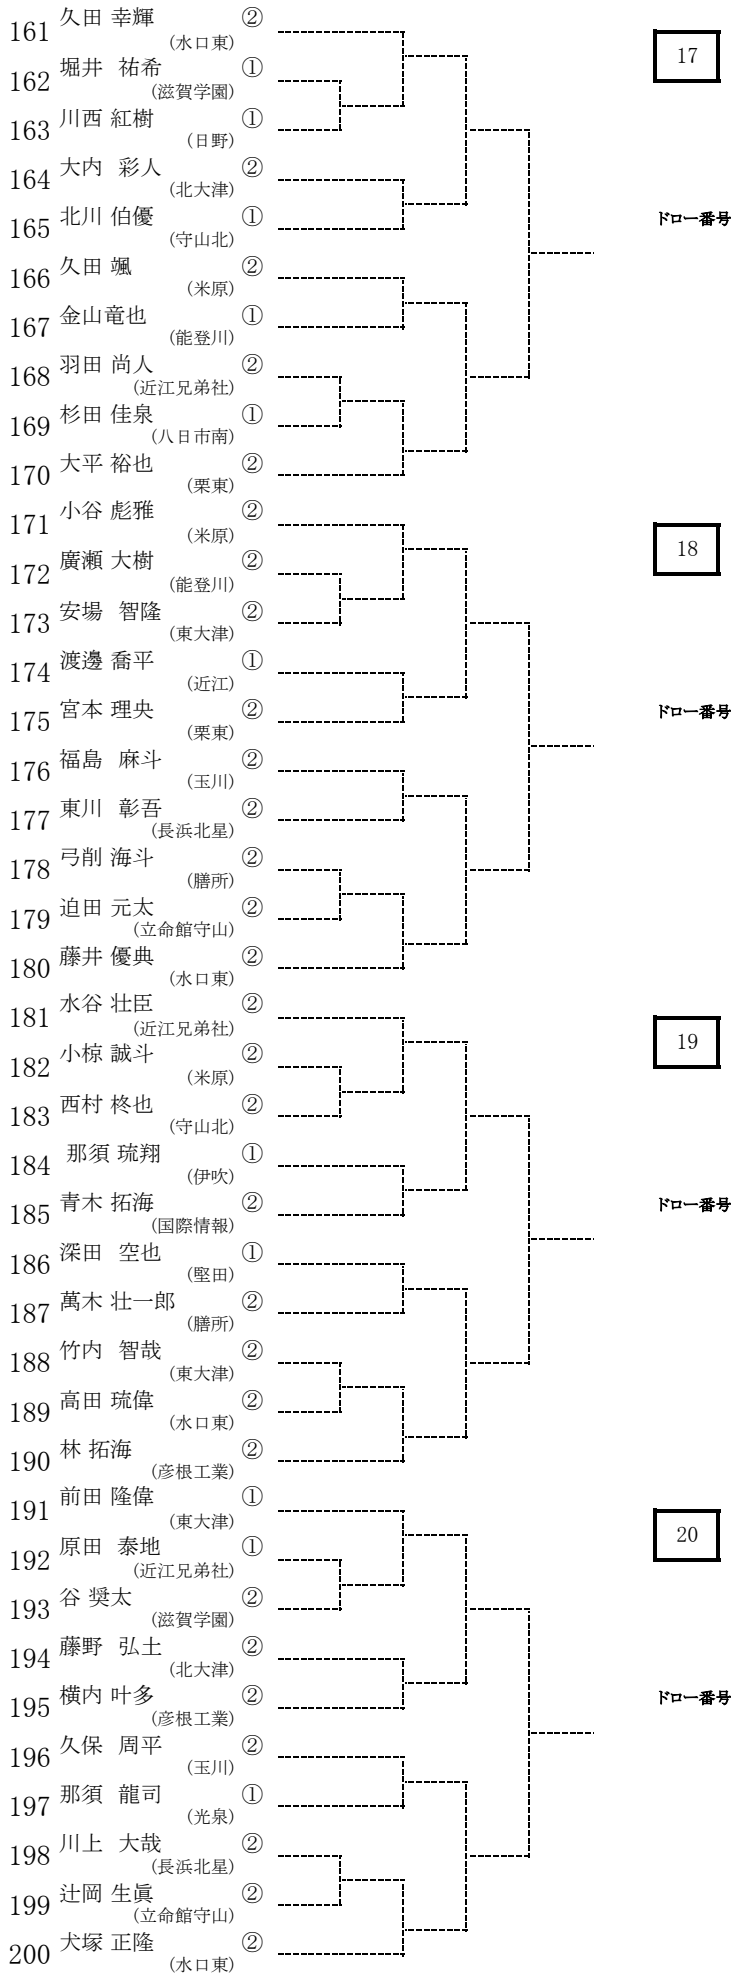 161 久田 幸輝 ②
(水口東)
17
162 堀井 祐希 ①
(滋賀学園)
163 川西 紅樹 ①
(日野)
164 大内 彩人 ②
(北大津)
165 北川 伯優 ①
ドロー番号
(守山北)
166 久田 颯 ②
(米原)
167 金山竜也 ①
(能登川)
168 羽田 尚人 ②
(近江兄弟社)
169 杉田 佳泉 ①
(八日市南)
170 大平 裕也 ②
(栗東)
171 小谷 彪雅 ②
(米原)
18
172 廣瀬 大樹 ②
(能登川)
173 安場 智隆 ②
(東大津)
174 渡邊 喬平 ①
(近江)
175 宮本 理央 ②
ドロー番号
(栗東)
176 福島 麻斗 ②
(玉川)
177 東川 彰吾 ②
(長浜北星)
178 弓削 海斗 ②
(膳所)
179 迫田 元太 ②
(立命館守山)
180 藤井 優典 ②
(水口東)
181 水谷 壮臣 ②
(近江兄弟社)
19
182 小椋 誠斗 ②
(米原)
183 西村 柊也 ②
(守山北)
184 那須 琉翔 ①
(伊吹)
185 青木 拓海 ②
ドロー番号
(国際情報)
186 深田 空也 ①
(堅田)
187 萬木 壮一郎 ②
(膳所)
188 竹内 智哉 ②
(東大津)
189 高田 琉偉 ②
(水口東)
190 林 拓海 ②
(彦根工業)
191 前田 隆偉 ①
(東大津)
20
192 原田 泰地 ①
(近江兄弟社)
193 谷 奨太 ②
(滋賀学園)
194 藤野 弘士 ②
(北大津)
195 横内 叶多 ②
ドロー番号
(彦根工業)
196 久保 周平 ②
(玉川)
197 那須 龍司 ①
(光泉)
198 川上 大哉 ②
(長浜北星)
199 辻岡 生眞 ②
(立命館守山)
200 犬塚 正隆 ②
(水口東)